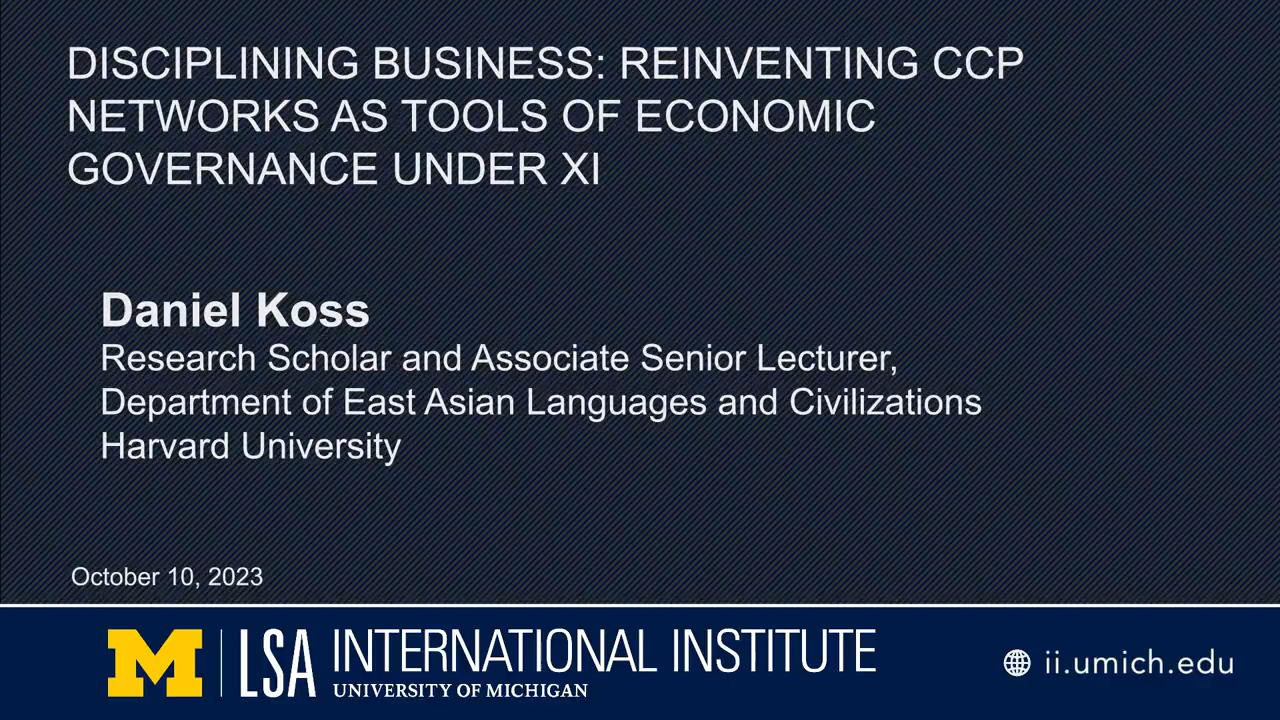 DISCIPLINING BUSINESS: REINVENTING CCP
NETWORKS AS TOOLS OF ECONOMIC
GOVERNANCE UNDER XI
Daniel Koss
Research Scholar and Associate Senior Lecturer,
Department of East Asian Languages and Civilizations
Harvard University
October 10, 2023
M LSA INTERNATIONAL INSTITUTE
UNIVERSITY OF MICHIGAN
ii.umich.edu